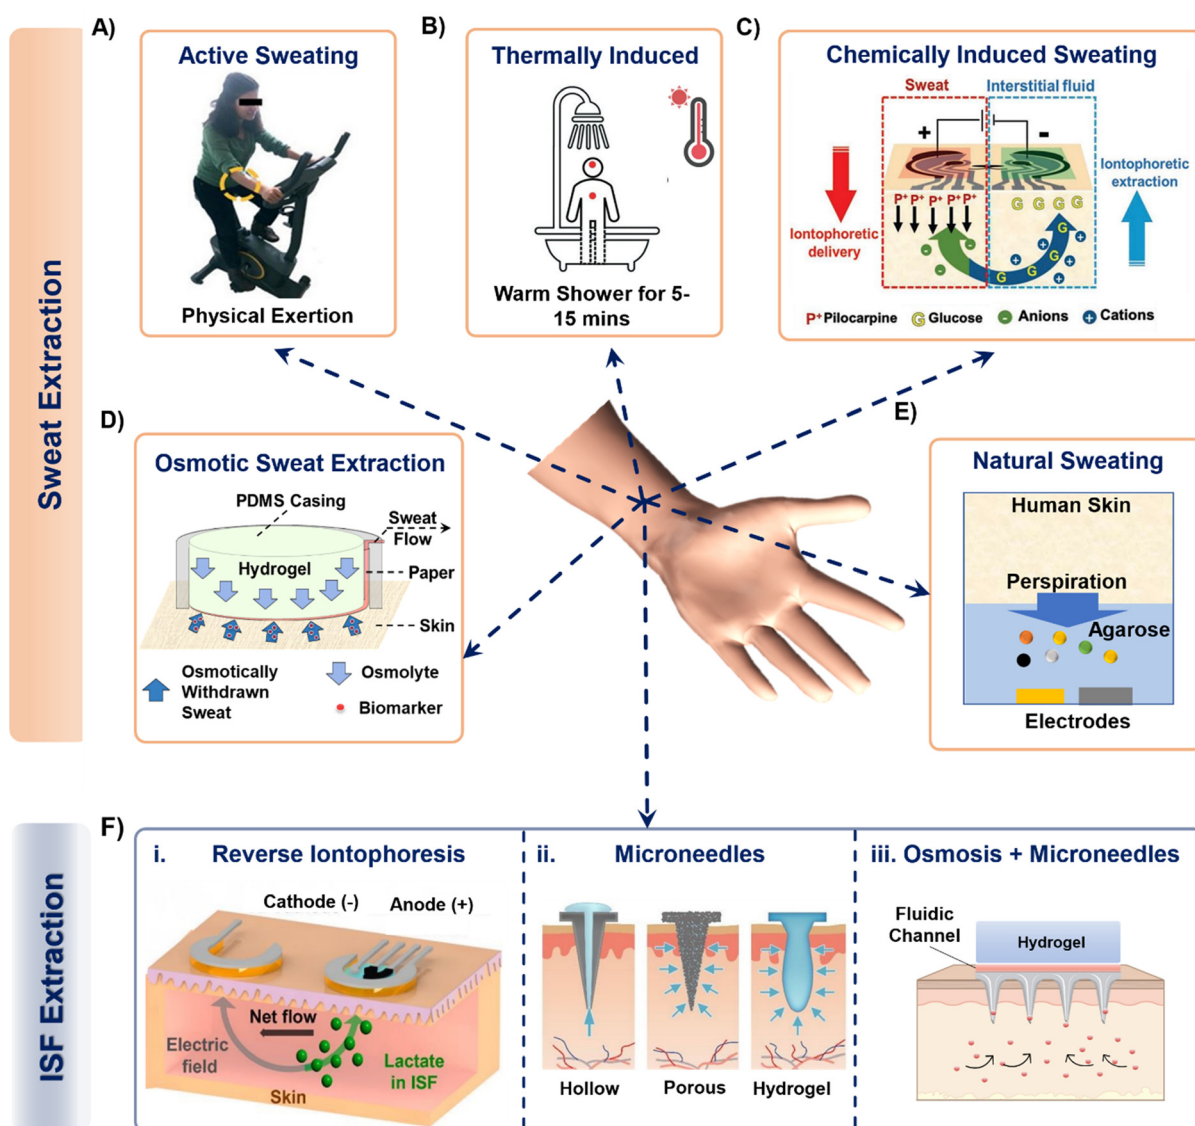 Sweat Extraction
A)
Active Sweating
Physical Exertion
B)
Thermally Induced
Warm Shower for 5-
15 mins
C)
Chemically Induced Sweating
Sweat
Interstitial fluid
+
-
Iontophoretic
delivery
Iontophoretic
extraction
P⁺ P⁺ P⁺ P⁺ P⁺
G G G G
G
G
G
G
P⁺ Pilocarpine G Glucose - Anions + Cations
D)
Osmotic Sweat Extraction
PDMS Casing
Sweat
Flow
Hydrogel
Paper
Skin
Osmotically
Withdrawn
Sweat
Osmolyte
Biomarker
E)
Natural Sweating
Human Skin
Perspiration
Agarose
Electrodes
ISF Extraction
F)
i. Reverse Iontophoresis
Cathode (-) Anode (+)
Net flow
Electric
field
Lactate
in ISF
Skin
ii. Microneedles
Hollow Porous Hydrogel
iii. Osmosis + Microneedles
Fluidic
Channel
Hydrogel